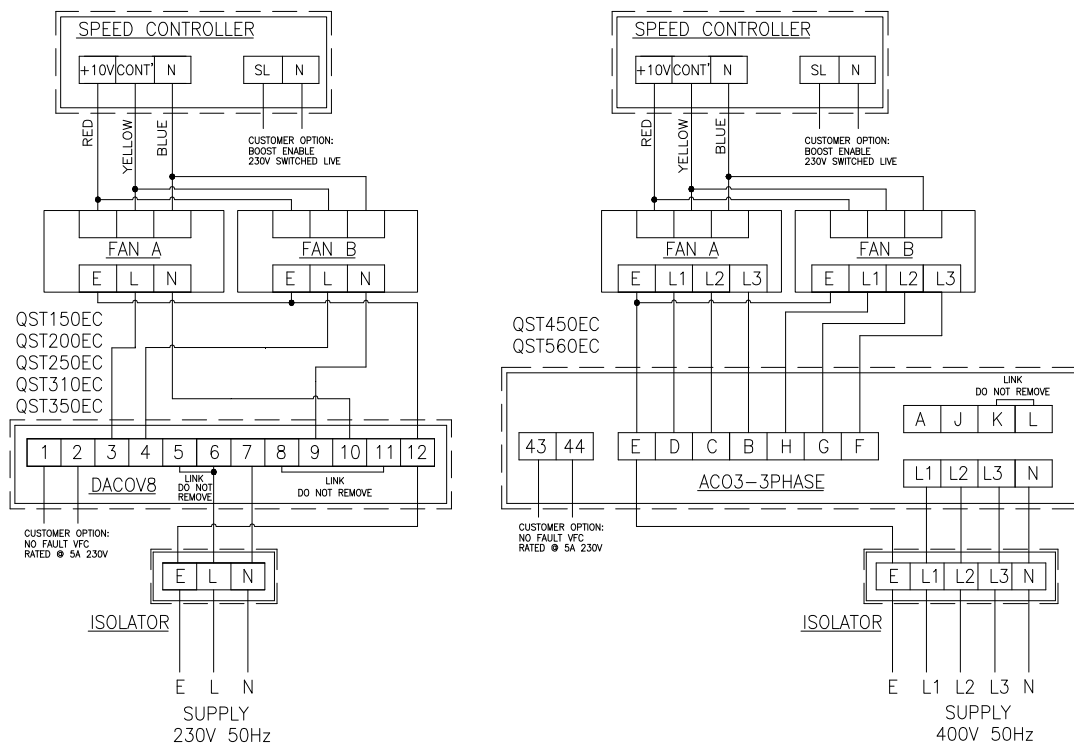 SPEED CONTROLLER
+10V CONT' N SL N
RED
YELLOW
BLUE
CUSTOMER OPTION:
BOOST ENABLE
230V SWITCHED LIVE
FAN A
E L N
FAN B
E L N
QST150EC
QST200EC
QST250EC
QST310EC
QST350EC
1 2 3 4 5 6 7 8 9 10 11 12
LINK
DO NOT
REMOVE
LINK
DO NOT REMOVE
DACOV8
CUSTOMER OPTION:
NO FAULT VFC
RATED @ 5A 230V
E L N
ISOLATOR
E L N
SUPPLY
230V 50Hz
SPEED CONTROLLER
+10V CONT' N SL N
RED
YELLOW
BLUE
CUSTOMER OPTION:
BOOST ENABLE
230V SWITCHED LIVE
FAN A
E L1 L2 L3
FAN B
E L1 L2 L3
QST450EC
QST560EC
LINK
DO NOT REMOVE
A J K L
43 44 E D C B H G F
L1 L2 L3 N
ACO3-3PHASE
CUSTOMER OPTION:
NO FAULT VFC
RATED @ 5A 230V
E L1 L2 L3 N
ISOLATOR
E L1 L2 L3 N
SUPPLY
400V 50Hz